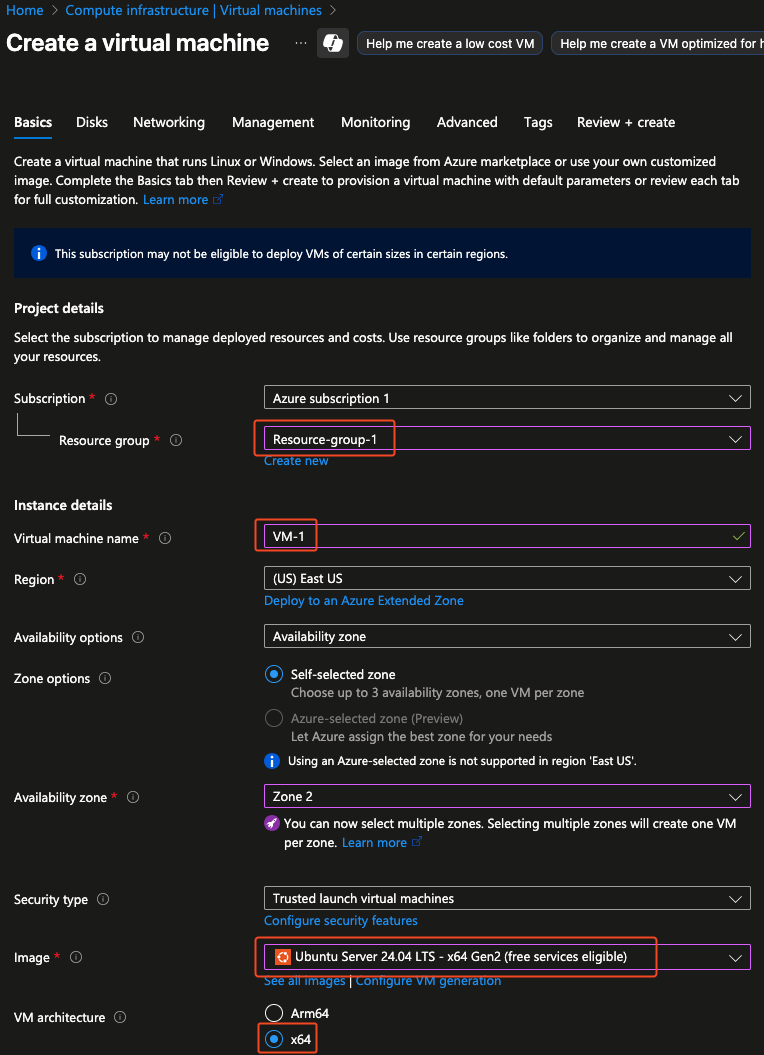 Home > Compute infrastructure | Virtual machines >
Create a virtual machine ... Help me create a low cost VM Help me create a VM optimized for h
Basics Disks Networking Management Monitoring Advanced Tags Review + create
Create a virtual machine that runs Linux or Windows. Select an image from Azure marketplace or use your own customized
image. Complete the Basics tab then Review + create to provision a virtual machine with default parameters or review each tab
for full customization. Learn more
This subscription may not be eligible to deploy VMs of certain sizes in certain regions.
Project details
Select the subscription to manage deployed resources and costs. Use resource groups like folders to organize and manage all
your resources.
Subscription * Azure subscription 1
Resource group * Resource-group-1
Create new
Instance details
Virtual machine name * VM-1
Region * (US) East US
Deploy to an Azure Extended Zone
Availability options Availability zone
Zone options Self-selected zone
Choose up to 3 availability zones, one VM per zone
Azure-selected zone (Preview)
Let Azure assign the best zone for your needs
Using an Azure-selected zone is not supported in region 'East US'.
Availability zone * Zone 2
You can now select multiple zones. Selecting multiple zones will create one VM
per zone. Learn more
Security type Trusted launch virtual machines
Configure security features
Image * Ubuntu Server 24.04 LTS - x64 Gen2 (free services eligible)
See all images | Configure VM generation
VM architecture Arm64
x64